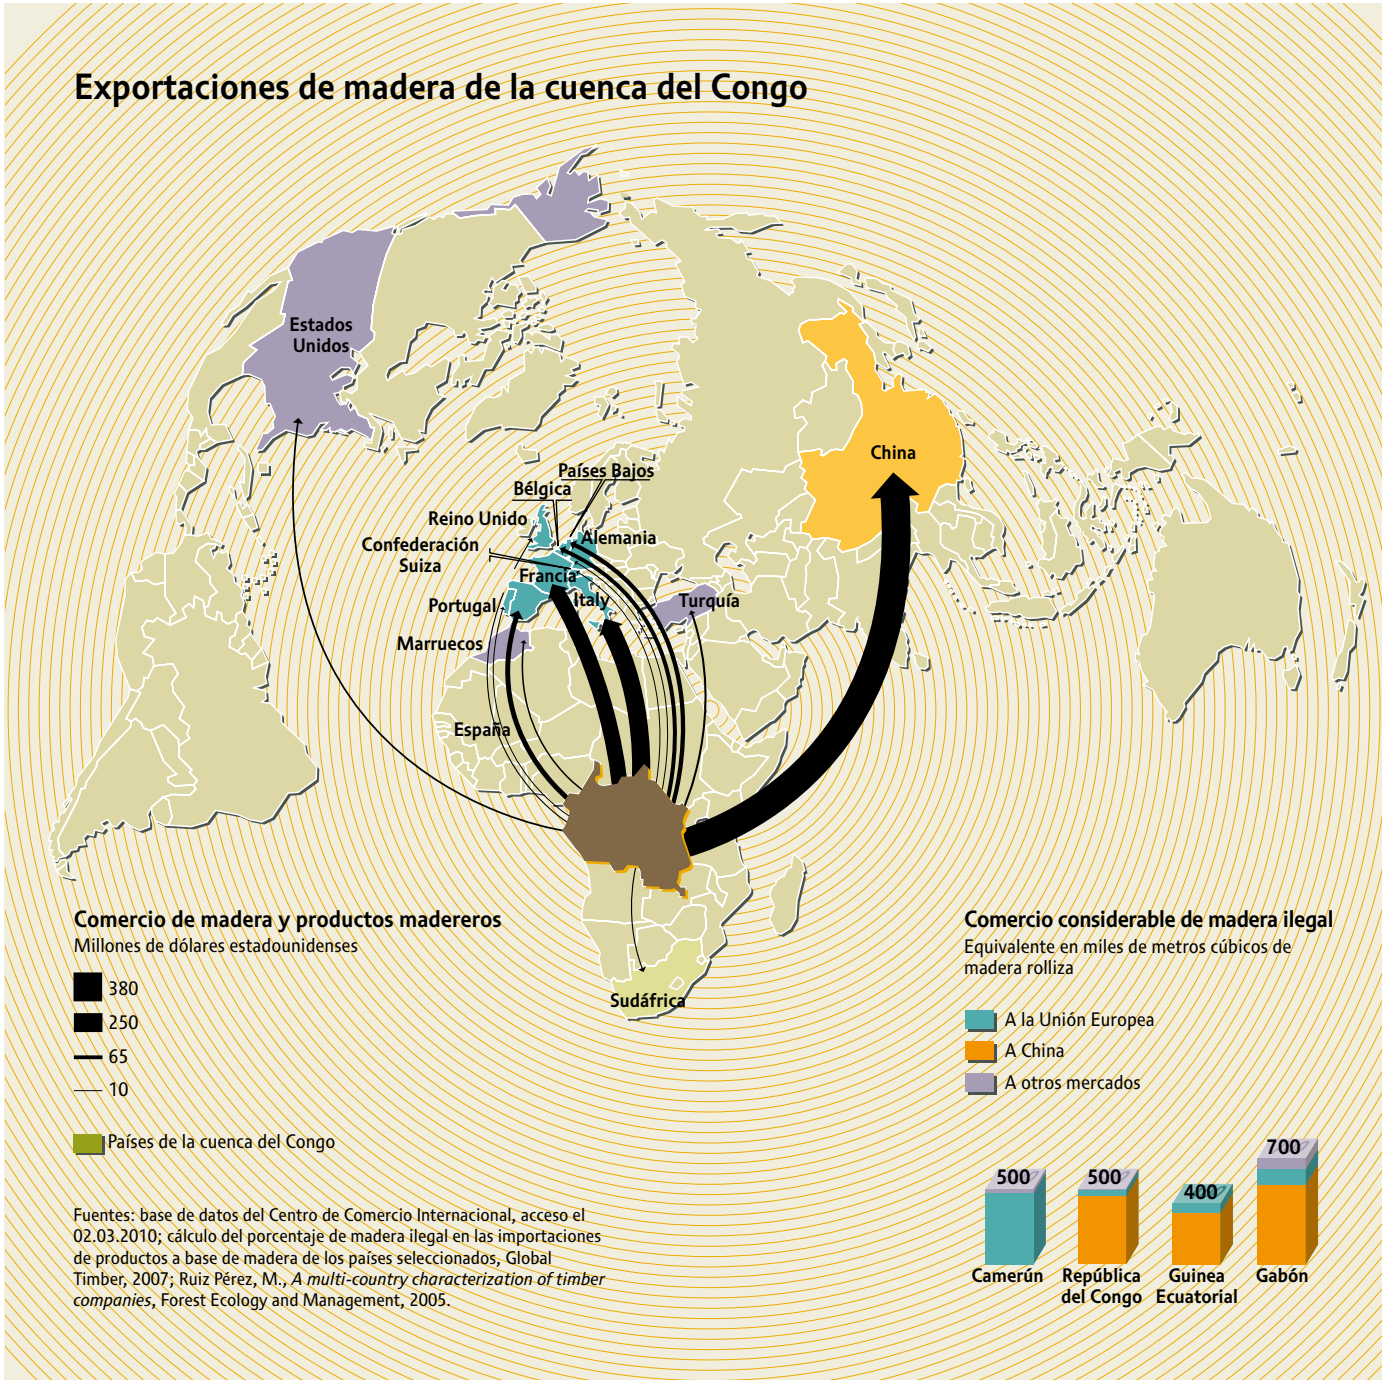 Exportaciones de madera de la cuenca del Congo
Estados
Unidos
China
Países Bajos
Bélgica
Reino Unido
Alemania
Confederación
Suiza
Francia
Portugal
Italy
Turquía
Marruecos
España
Sudáfrica
Comercio de madera y productos madereros
Millones de dólares estadounidenses
380
250
65
10
Países de la cuenca del Congo
Fuentes: base de datos del Centro de Comercio Internacional, acceso el
02.03.2010; cálculo del porcentaje de madera ilegal en las importaciones
de productos a base de madera de los países seleccionados, Global
Timber, 2007; Ruiz Pérez, M., A multi-country characterization of timber
companies, Forest Ecology and Management, 2005.
Comercio considerable de madera ilegal
Equivalente en miles de metros cúbicos de
madera rolliza
A la Unión Europea
A China
A otros mercados
500
500
400
700
Camerún
República
del Congo
Guinea
Ecuatorial
Gabón